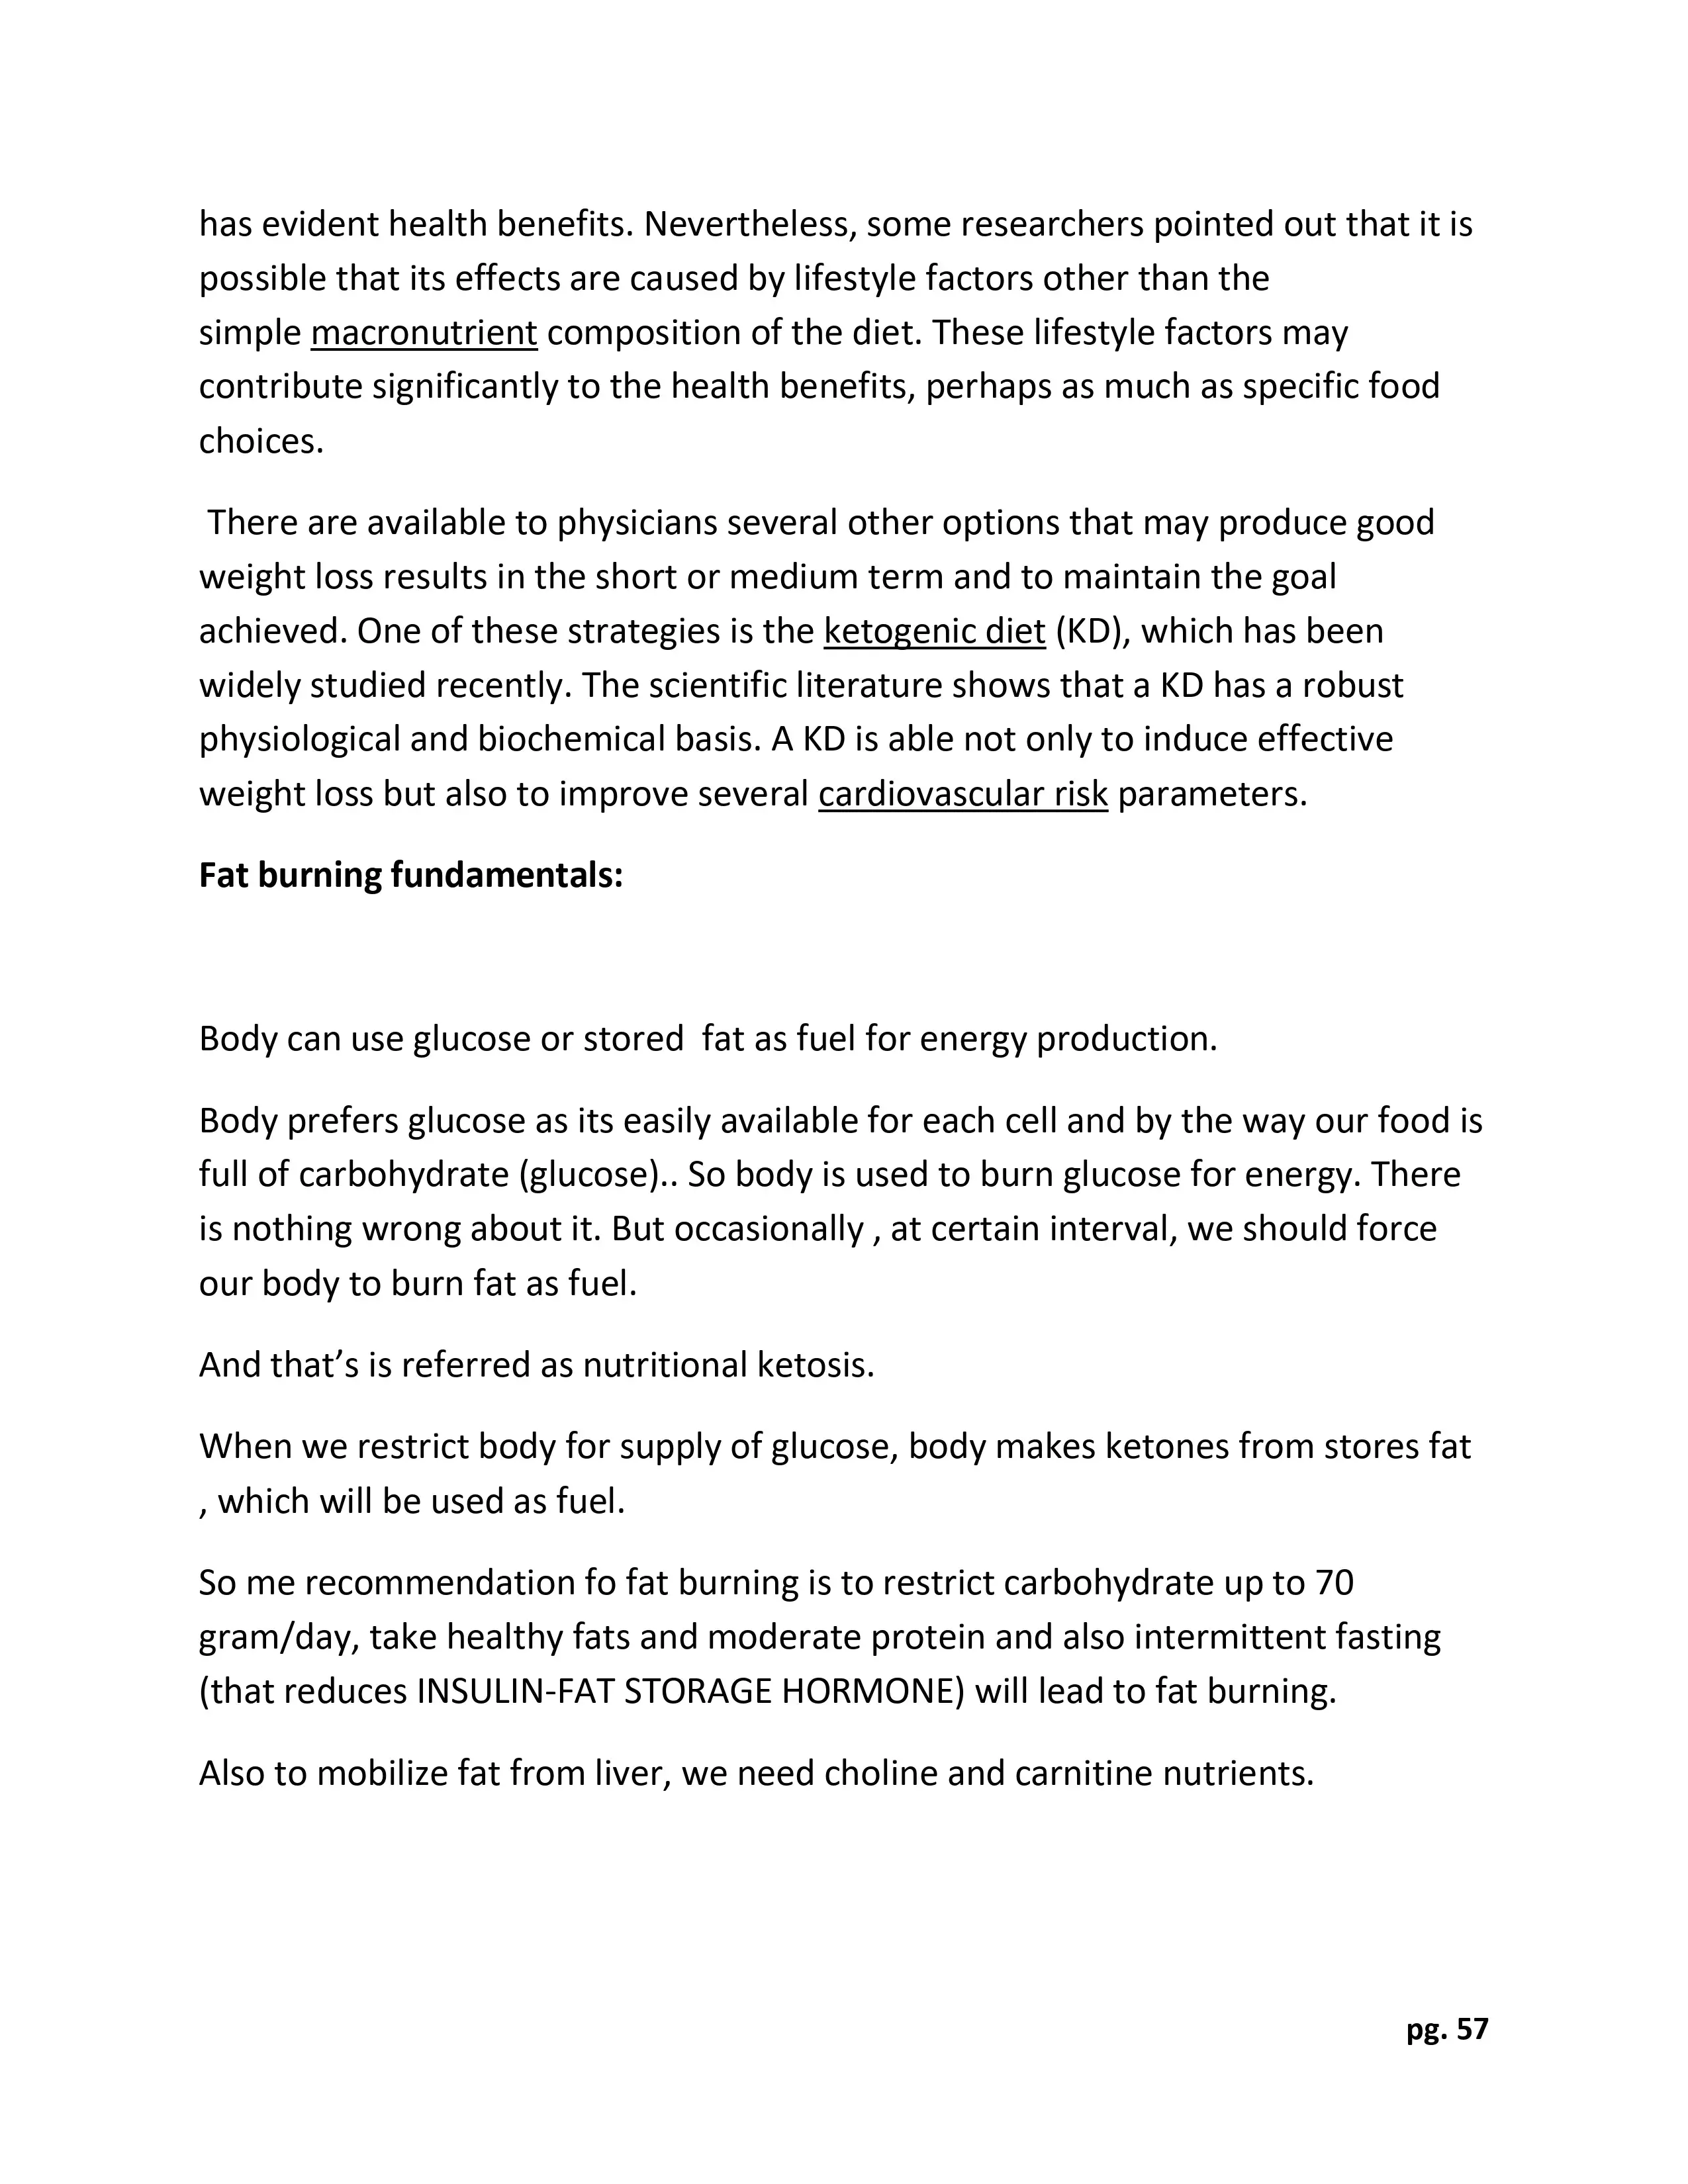 has evident health benefits. Nevertheless, some researchers pointed out that it is
possible that its effects are caused by lifestyle factors other than the
simple macronutrient composition of the diet. These lifestyle factors may
contribute significantly to the health benefits, perhaps as much as specific food
choices.
There are available to physicians several other options that may produce good
weight loss results in the short or medium term and to maintain the goal
achieved. One of these strategies is the ketogenic diet (KD), which has been
widely studied recently. The scientific literature shows that a KD has a robust
physiological and biochemical basis. A KD is able not only to induce effective
weight loss but also to improve several cardiovascular risk parameters.
Fat burning fundamentals:
Body can use glucose or stored  fat as fuel for energy production.
Body prefers glucose as its easily available for each cell and by the way our food is
full of carbohydrate (glucose).. So body is used to burn glucose for energy. There
is nothing wrong about it. But occasionally , at certain interval, we should force
our body to burn fat as fuel.
And that’s is referred as nutritional ketosis.
When we restrict body for supply of glucose, body makes ketones from stores fat
, which will be used as fuel.
So me recommendation fo fat burning is to restrict carbohydrate up to 70
gram/day, take healthy fats and moderate protein and also intermittent fasting
(that reduces INSULIN-FAT STORAGE HORMONE) will lead to fat burning.
Also to mobilize fat from liver, we need choline and carnitine nutrients.
pg. 57